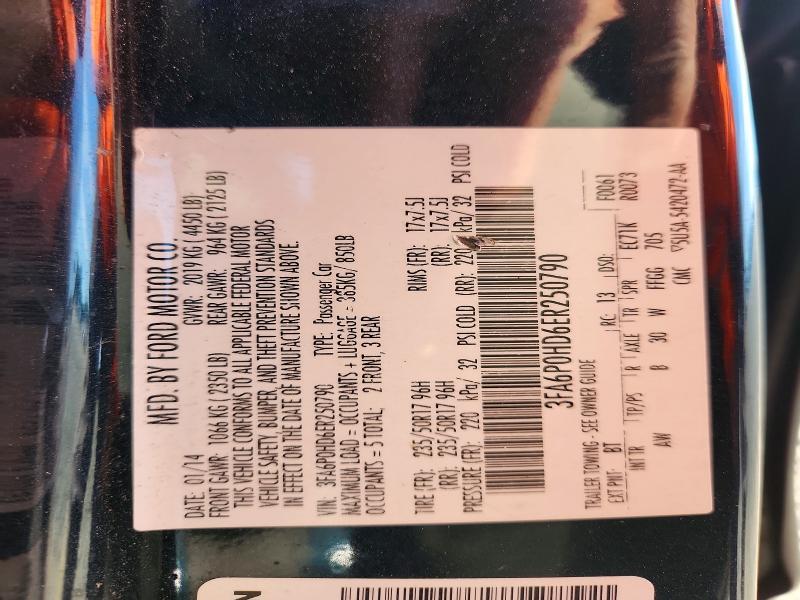 MFD. BY FORD MOTOR CO.
DATE: 01/14 GVWR: 2019 KG ( 4450 LB)
FRONT GAWR: 1066 KG ( 2350 LB) REAR GAWR: 964 KG ( 2125 LB)
THIS VEHICLE CONFORMS TO ALL APPLICABLE FEDERAL MOTOR
VEHICLE SAFETY, BUMPER, AND THEFT PREVENTION STANDARDS
IN EFFECT ON THE DATE OF MANUFACTURE SHOWN ABOVE.
VIN: 3FA6P0HD6ER250790 TYPE: Passenger Car
MAXIMUM LOAD = OCCUPANTS + LUGGAGE = 385KG/ 850LB
OCCUPANTS = 5 TOTAL: 2 FRONT, 3 REAR
TIRE (FR): 235/50R17 96H RIMS (FR): 17x7.5J
(RR): 235/50R17 96H (RR): 17x7.5J
PRESSURE (FR): 220 kPa/ 32 PSI COLD (RR): 220 kPa/ 32 PSI COLD
3FA6P0HD6ER250790
TRAILER TOWING - SEE OWNER GUIDE
EXT PNT: BT RC: 13 DSO: F0061
INT TR TP/PS R AXLE TR SPR EC71K R0073
AW B 30 W FFGG 705
CMC 5U5A-5420472-AA
N